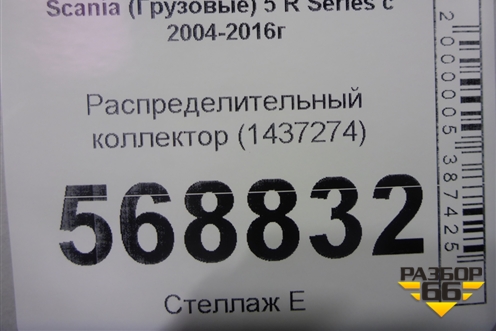 Scania (Грузовые) 5 R Series с
2004-2016г
Распределительный
коллектор (1437274)
568832
Стеллаж Е
2000005387425
РАЗБОР
66